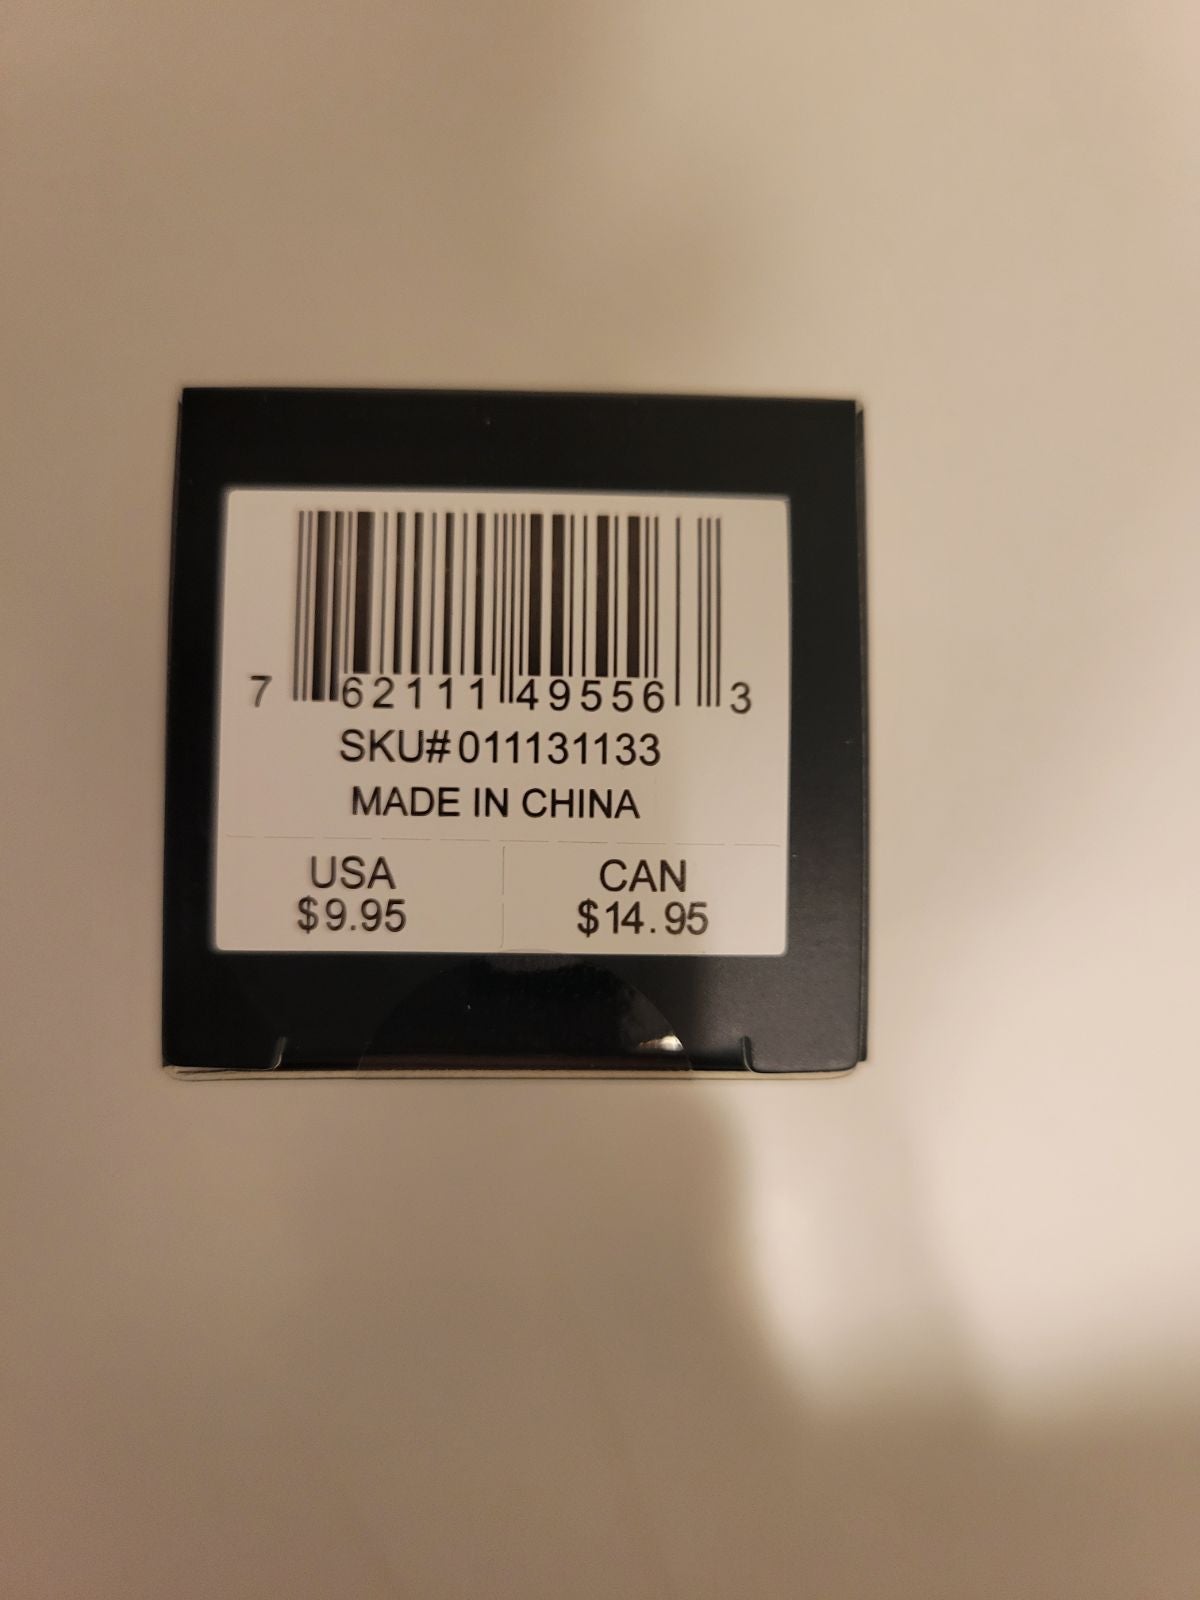 7 62111 49556 3
SKU#011131133
MADE IN CHINA
USA CAN
$9.95 $14.95